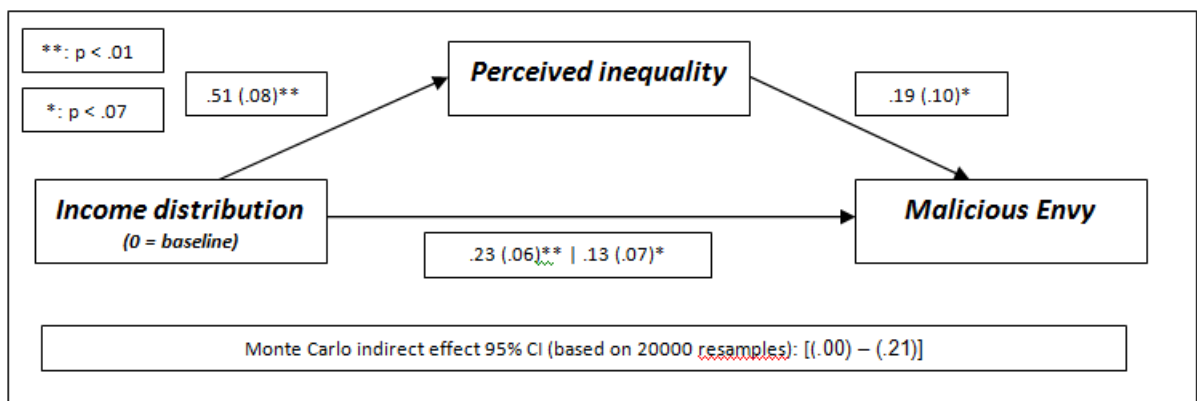 **: p < .01
*: p < .07
.51 (.08)**
Perceived inequality
.19 (.10)*
Income distribution
(0 = baseline)
Malicious Envy
.23 (.06)** | .13 (.07)*
Monte Carlo indirect effect 95% CI (based on 20000 resamples): [(.00) – (.21)]